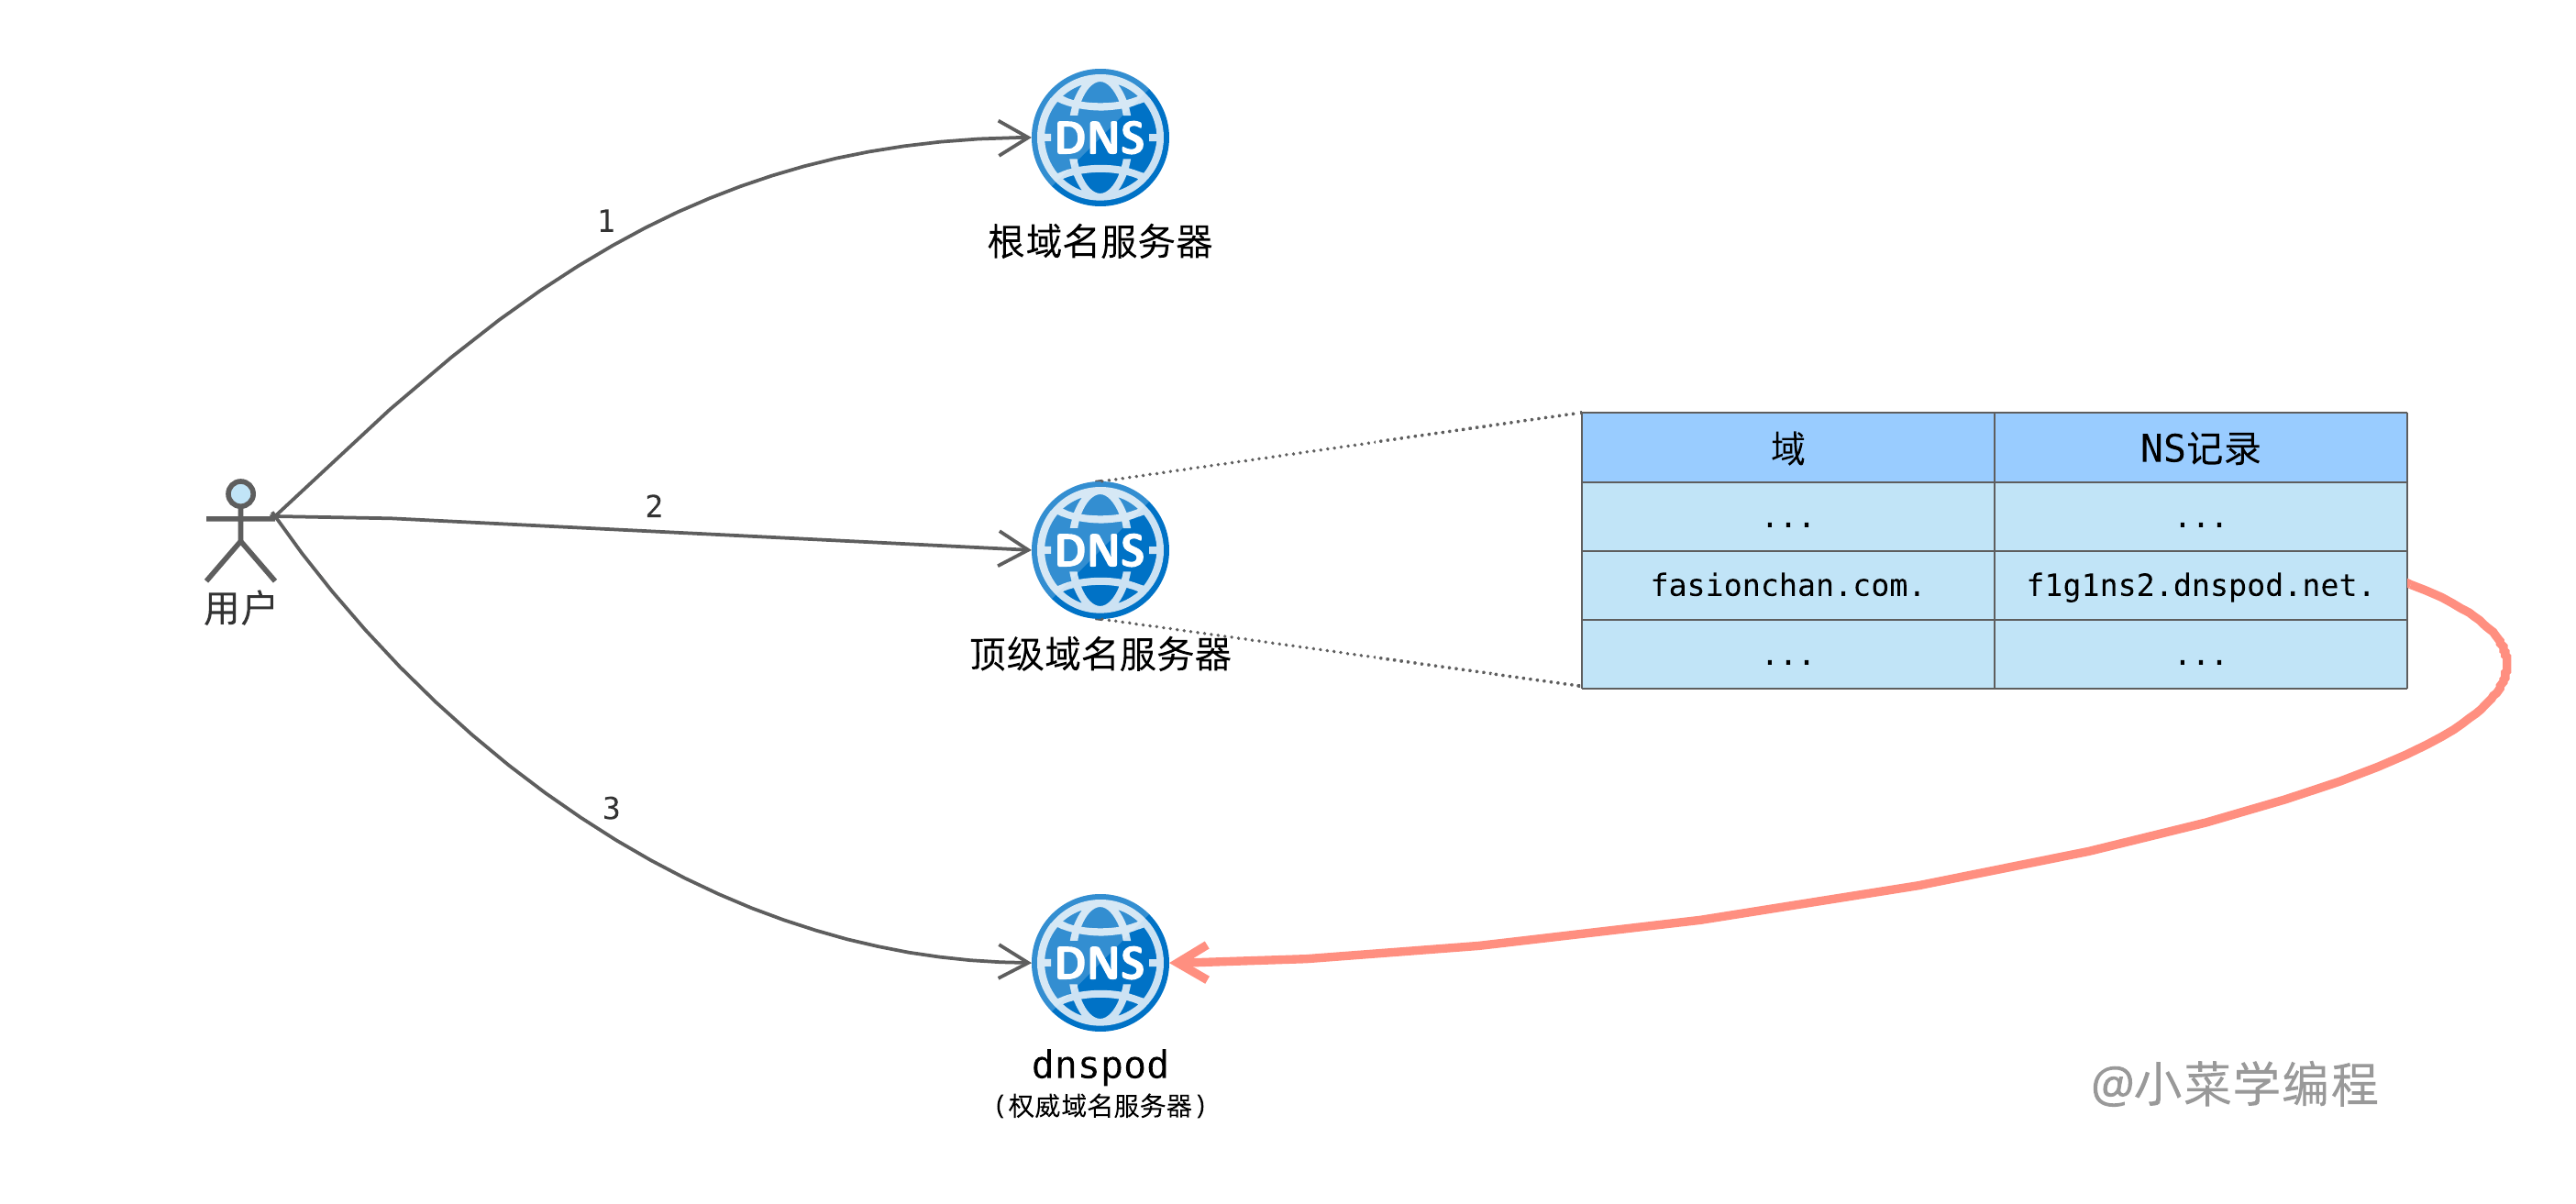 DNS
根域名服务器
1
用户
2
DNS
顶级域名服务器
域 NS记录
... ...
fasionchan.com. f1g1ns2.dnspod.net.
... ...
3
DNS
dnspod
(权威域名服务器)
@小菜学编程